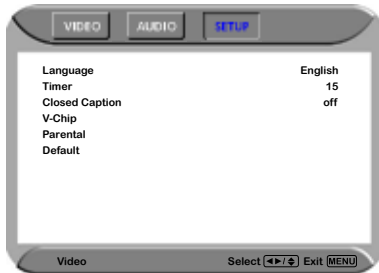 VIDEO AUDIO SETUP
Language English
Timer 15
Closed Caption off
V-Chip
Parental
Default
Video Select ◄►/♦ Exit MENU